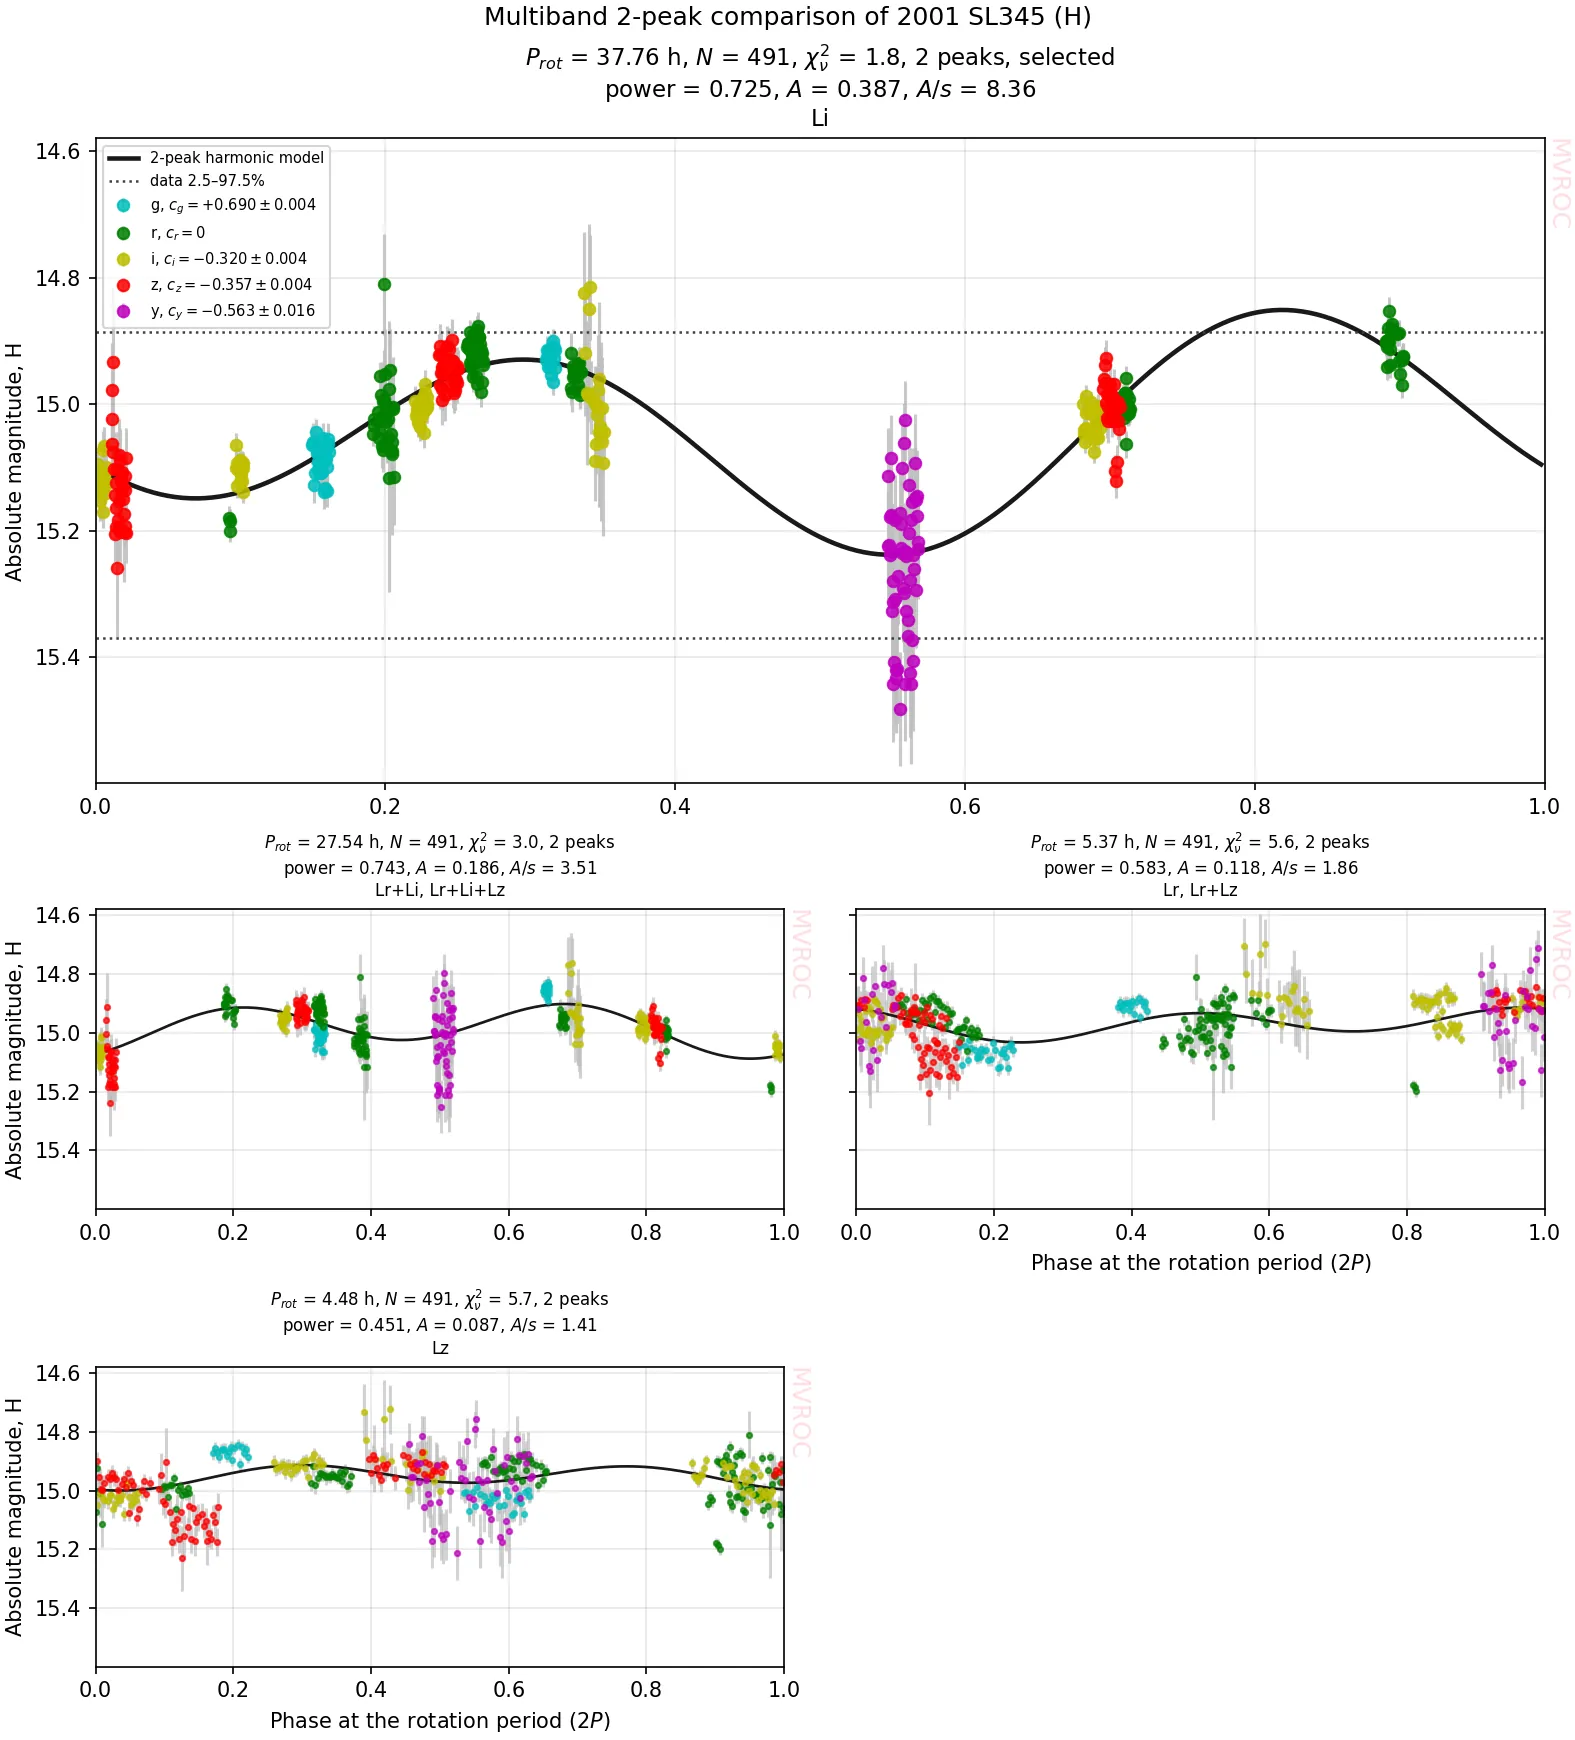 Multiband 2-peak comparison of 2001 SL345 (H)
P_rot = 37.76 h, N = 491, χ²_ν = 1.8, 2 peaks, selected
power = 0.725, A = 0.387, A/s = 8.36
Li
2-peak harmonic model
data 2.5–97.5%
g, c_g = +0.690 ± 0.004
r, c_r = 0
i, c_i = −0.320 ± 0.004
z, c_z = −0.357 ± 0.004
y, c_y = −0.563 ± 0.016
14.6
14.8
15.0
15.2
15.4
Absolute magnitude, H
0.0 0.2 0.4 0.6 0.8 1.0
MVROC
P_rot = 27.54 h, N = 491, χ²_ν = 3.0, 2 peaks
power = 0.743, A = 0.186, A/s = 3.51
Lr+Li, Lr+Li+Lz
14.6
14.8
15.0
15.2
15.4
Absolute magnitude, H
0.0 0.2 0.4 0.6 0.8 1.0
MVROC
P_rot = 5.37 h, N = 491, χ²_ν = 5.6, 2 peaks
power = 0.583, A = 0.118, A/s = 1.86
Lr, Lr+Lz
0.0 0.2 0.4 0.6 0.8 1.0
Phase at the rotation period (2P)
MVROC
P_rot = 4.48 h, N = 491, χ²_ν = 5.7, 2 peaks
power = 0.451, A = 0.087, A/s = 1.41
Lz
14.6
14.8
15.0
15.2
15.4
Absolute magnitude, H
0.0 0.2 0.4 0.6 0.8 1.0
Phase at the rotation period (2P)
MVROC